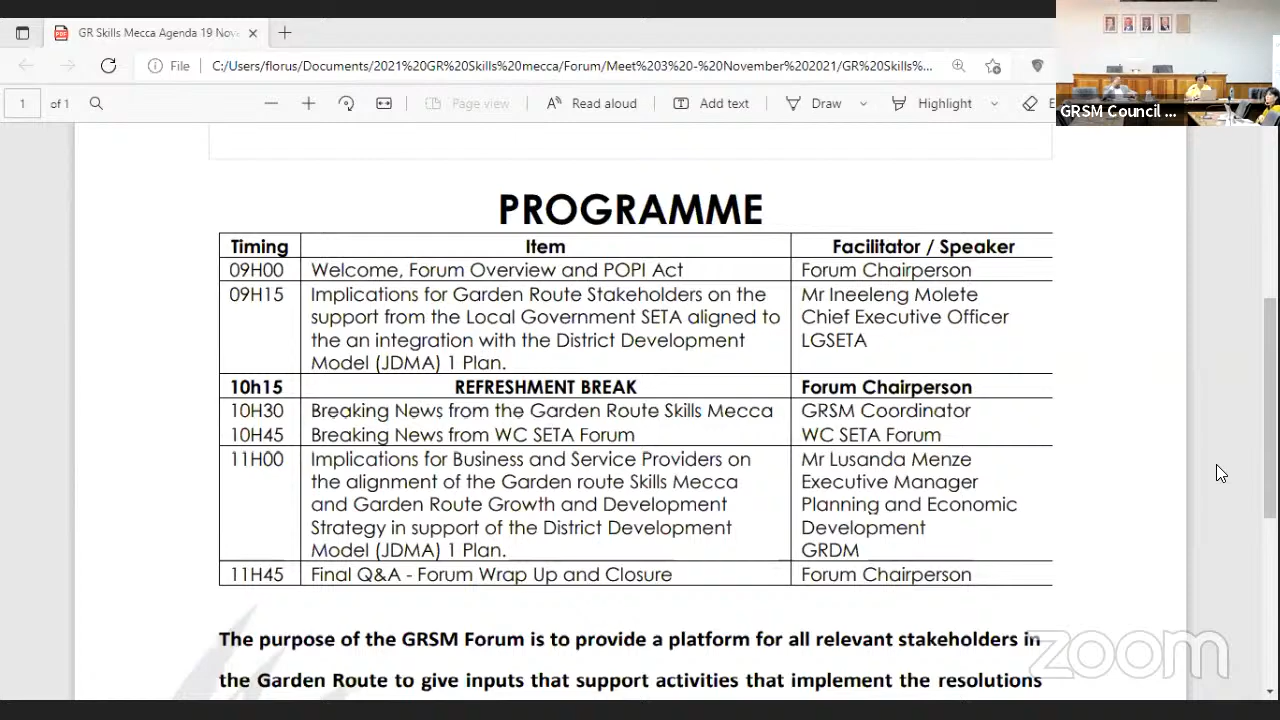 GR Skills Mecca Agenda 19 Nov
File
C:/Users/florus/Documents/2021%20GR%20Skills%20mecca/Forum/Meet%203%20-%20November%202021/GR%20Skills%...
1 of 1
Page view
Read aloud
Add text
Draw
Highlight
GRSM Council ...
PROGRAMME
Timing Item Facilitator / Speaker
09H00 Welcome, Forum Overview and POPI Act Forum Chairperson
09H15 Implications for Garden Route Stakeholders on the Mr Ineeleng Molete
support from the Local Government SETA aligned to Chief Executive Officer
the an integration with the District Development LGSETA
Model (JDMA) 1 Plan.
10h15 REFRESHMENT BREAK Forum Chairperson
10H30 Breaking News from the Garden Route Skills Mecca GRSM Coordinator
10H45 Breaking News from WC SETA Forum WC SETA Forum
11H00 Implications for Business and Service Providers on Mr Lusanda Menze
the alignment of the Garden route Skills Mecca Executive Manager
and Garden Route Growth and Development Planning and Economic
Strategy in support of the District Development Development
Model (JDMA) 1 Plan. GRDM
11H45 Final Q&A - Forum Wrap Up and Closure Forum Chairperson
The purpose of the GRSM Forum is to provide a platform for all relevant stakeholders in
the Garden Route to give inputs that support activities that implement the resolutions
zoom